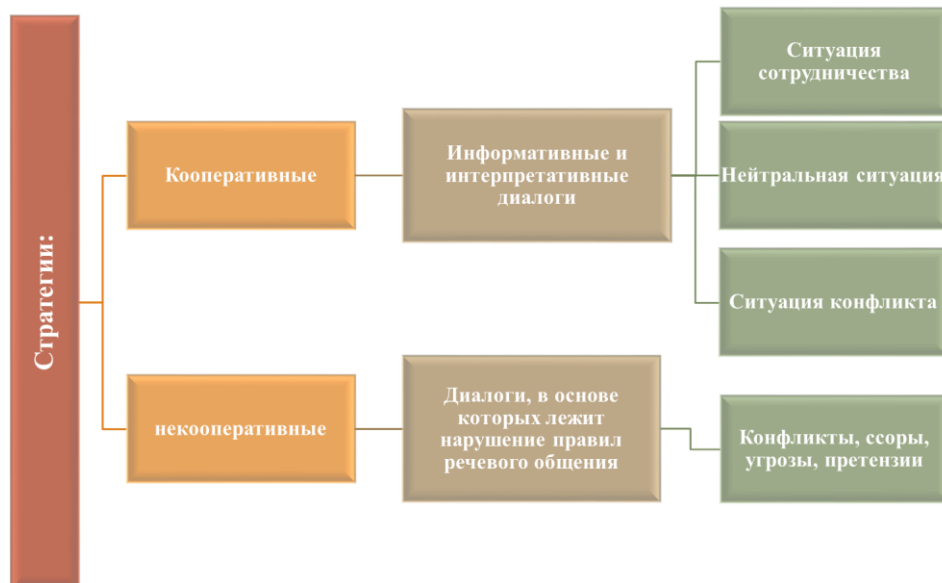 Стратегии:
Кооперативные
Информативные и
интерпретативные
диалоги
Ситуация
сотрудничества
Нейтральная ситуация
Ситуация конфликта
некооперативные
Диалоги, в основе
которых лежит
нарушение правил
речевого общения
Конфликты, ссоры,
угрозы, претензии